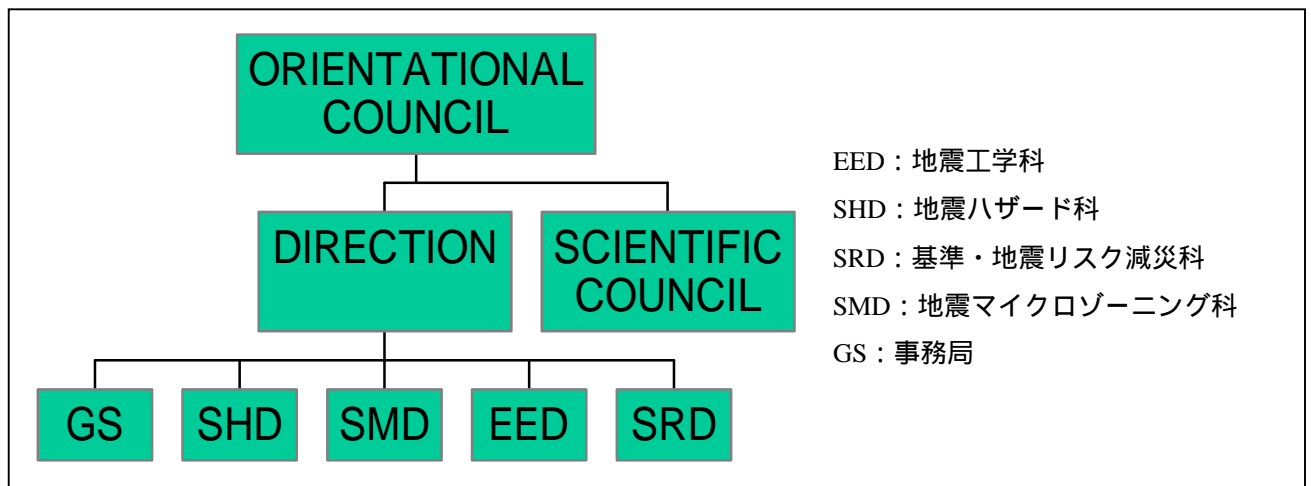 ORIENTATIONAL
COUNCIL
DIRECTION
SCIENTIFIC
COUNCIL
GS
SHD
SMD
EED
SRD
EED：地震工学科
SHD：地震ハザード科
SRD：基準・地震リスク減災科
SMD：地震マイクロゾーニング科
GS：事務局